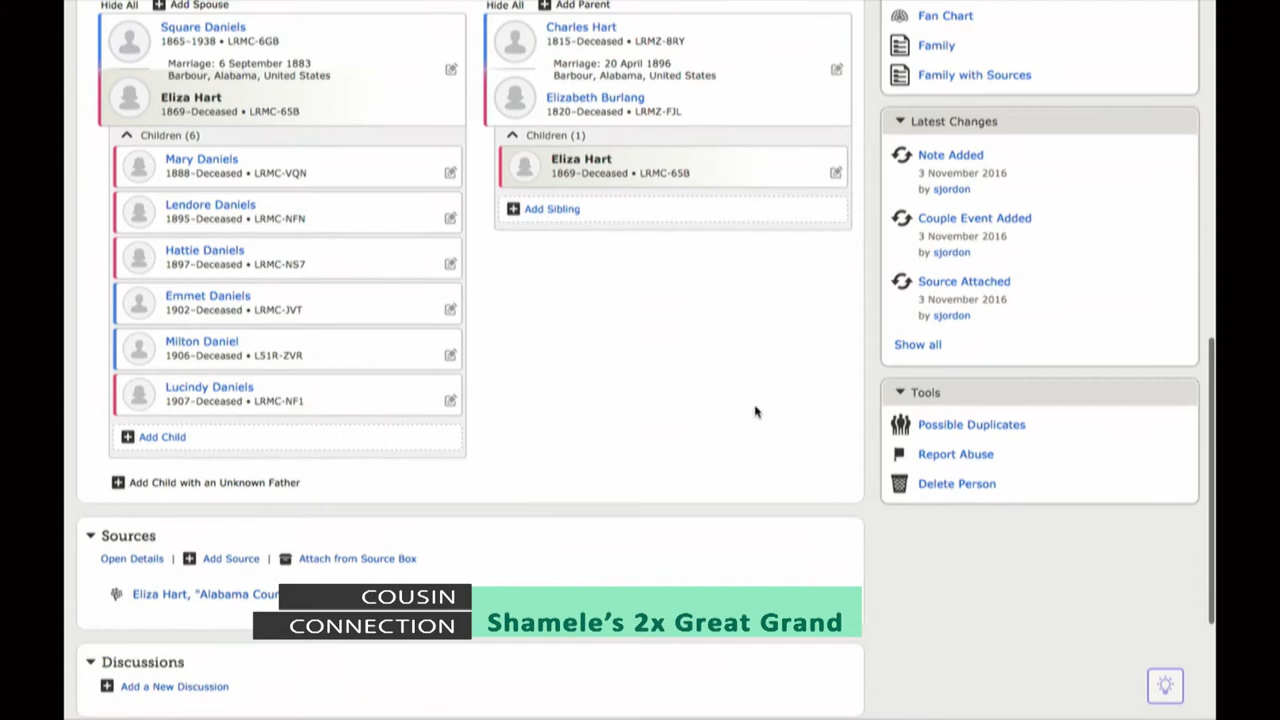 Hide All Add Spouse
Square Daniels
1865-1938 • LRMC-6GB
Marriage: 6 September 1883
Barbour, Alabama, United States
Eliza Hart
1869-Deceased • LRMC-65B
Children (6)
Mary Daniels
1888-Deceased • LRMC-VQN
Lendore Daniels
1895-Deceased • LRMC-NFN
Hattie Daniels
1897-Deceased • LRMC-NS7
Emmet Daniels
1902-Deceased • LRMC-JVT
Milton Daniel
1906-Deceased • L51R-ZVR
Lucindy Daniels
1907-Deceased • LRMC-NF1
Add Child
Add Child with an Unknown Father
Hide All Add Parent
Charles Hart
1815-Deceased • LRMZ-8RY
Marriage: 20 April 1896
Barbour, Alabama, United States
Elizabeth Burlang
1820-Deceased • LRMZ-FJL
Children (1)
Eliza Hart
1869-Deceased • LRMC-65B
Add Sibling
Sources
Open Details | Add Source | Attach from Source Box
Eliza Hart, "Alabama Cour
COUSIN
CONNECTION
Shamele's 2x Great Grand
Discussions
Add a New Discussion
Fan Chart
Family
Family with Sources
Latest Changes
Note Added
3 November 2016
by sjordon
Couple Event Added
3 November 2016
by sjordon
Source Attached
3 November 2016
by sjordon
Show all
Tools
Possible Duplicates
Report Abuse
Delete Person